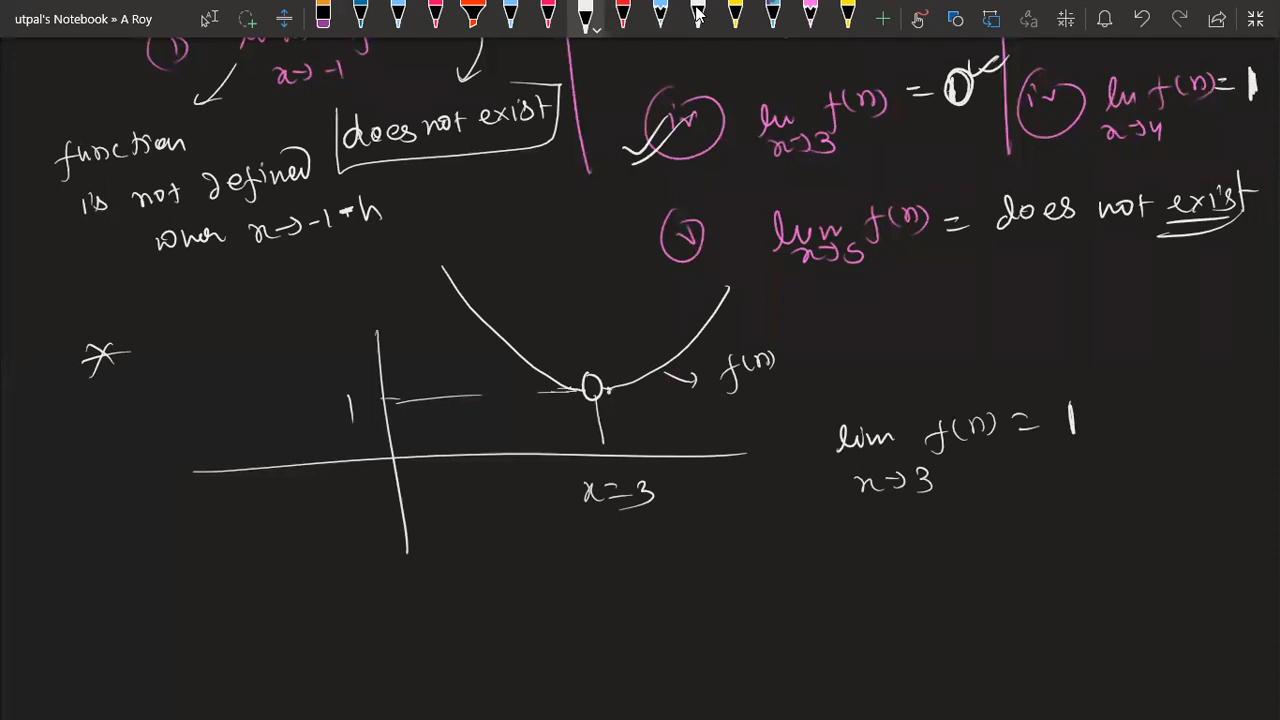 utpal's Notebook » A Roy
x → -1
function
is not defined
when x → -1 - h
does not exist
iv lim f(x) = 0
x → 3
iv lim f(x) = 1
x → 4
v lim f(x) = does not exist
x → 5
*
1
f(x)
x = 3
lim f(x) = 1
x → 3